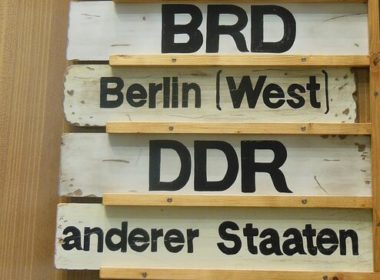 BRD
Berlin (West)
DDR
anderer Staaten